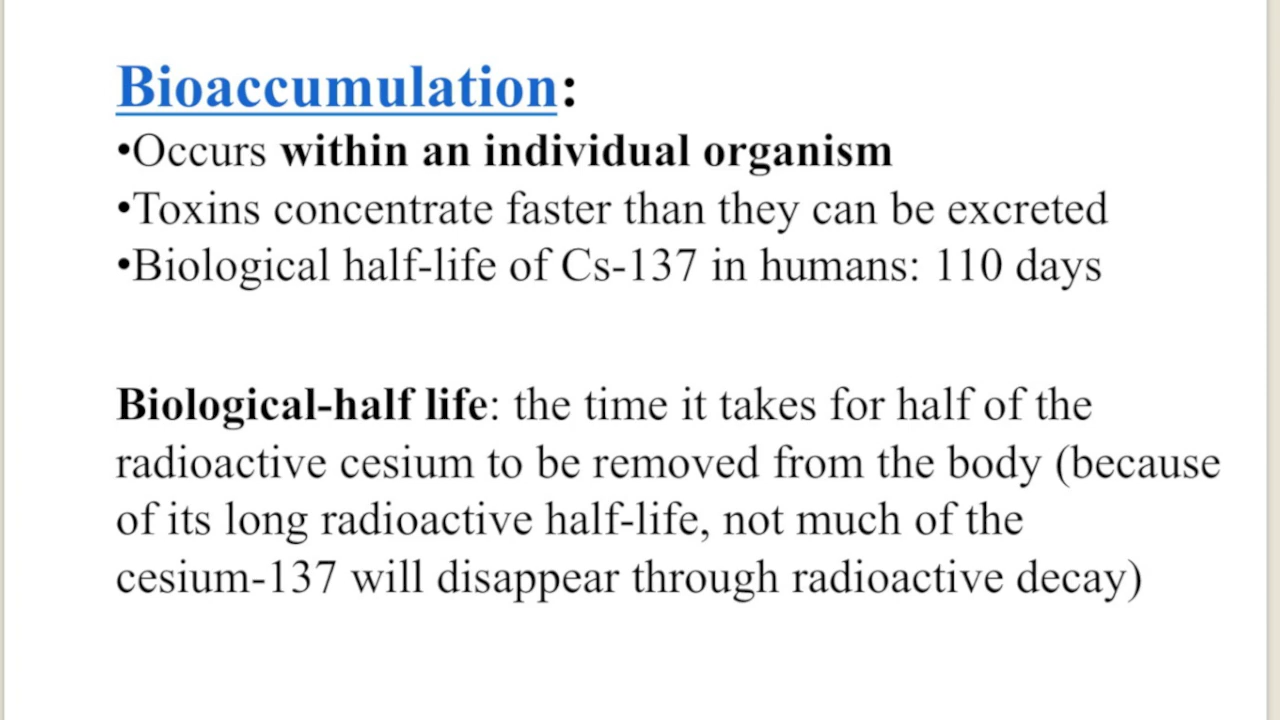 Bioaccumulation:
•Occurs within an individual organism
•Toxins concentrate faster than they can be excreted
•Biological half-life of Cs-137 in humans: 110 days
Biological-half life: the time it takes for half of the
radioactive cesium to be removed from the body (because
of its long radioactive half-life, not much of the
cesium-137 will disappear through radioactive decay)